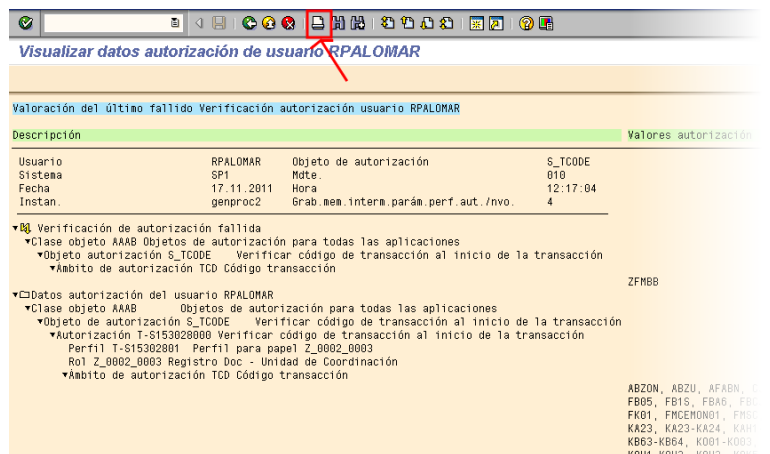 Visualizar datos autorización de usuario RPALOMAR
Valoración del último fallido Verificación autorización usuario RPALOMAR
Descripción Valores autorización
Usuario RPALOMAR Objeto de autorización S_TCODE
Sistema SP1 Mdte. 010
Fecha 17.11.2011 Hora 12:17:04
Instan. genproc2 Grab.mem.interm.parám.perf.aut./nvo. 4
Verificación de autorización fallida
Clase objeto AAAB Objetos de autorización para todas las aplicaciones
Objeto autorización S_TCODE Verificar código de transacción al inicio de la transacción
Ámbito de autorización TCD Código transacción
ZFMBB
Datos autorización del usuario RPALOMAR
Clase objeto AAAB Objetos de autorización para todas las aplicaciones
Objeto de autorización S_TCODE Verificar código de transacción al inicio de la transacción
Autorización T-S153028000 Verificar código de transacción al inicio de la transacción
Perfil T-S15302801 Perfil para papel Z_0002_0003
Rol Z_0002_0003 Registro Doc - Unidad de Coordinación
Ámbito de autorización TCD Código transacción
ABZON, ABZU, AFABN,
FB05, FB1S, FBA6,
FK01, FMCEMON01,
KA23, KA23-KA24,
KB63-KB64, KO01-KO03,